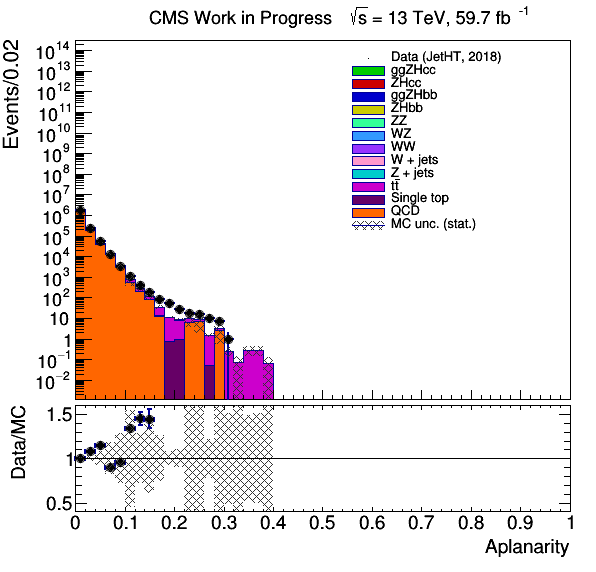 CMS Work in Progress √s = 13 TeV, 59.7 fb⁻¹
Events/0.02
10¹⁴
10¹³
10¹²
10¹¹
10¹⁰
10⁹
10⁸
10⁷
10⁶
10⁵
10⁴
10³
10²
10
1
10⁻¹
10⁻²
Data (JetHT, 2018)
ggZHcc
ZHcc
ggZHbb
ZHbb
ZZ
WZ
WW
W + jets
Z + jets
tt̄
Single top
QCD
MC unc. (stat.)
Data/MC
1.5
1
0.5
0 0.1 0.2 0.3 0.4 0.5 0.6 0.7 0.8 0.9 1
Aplanarity